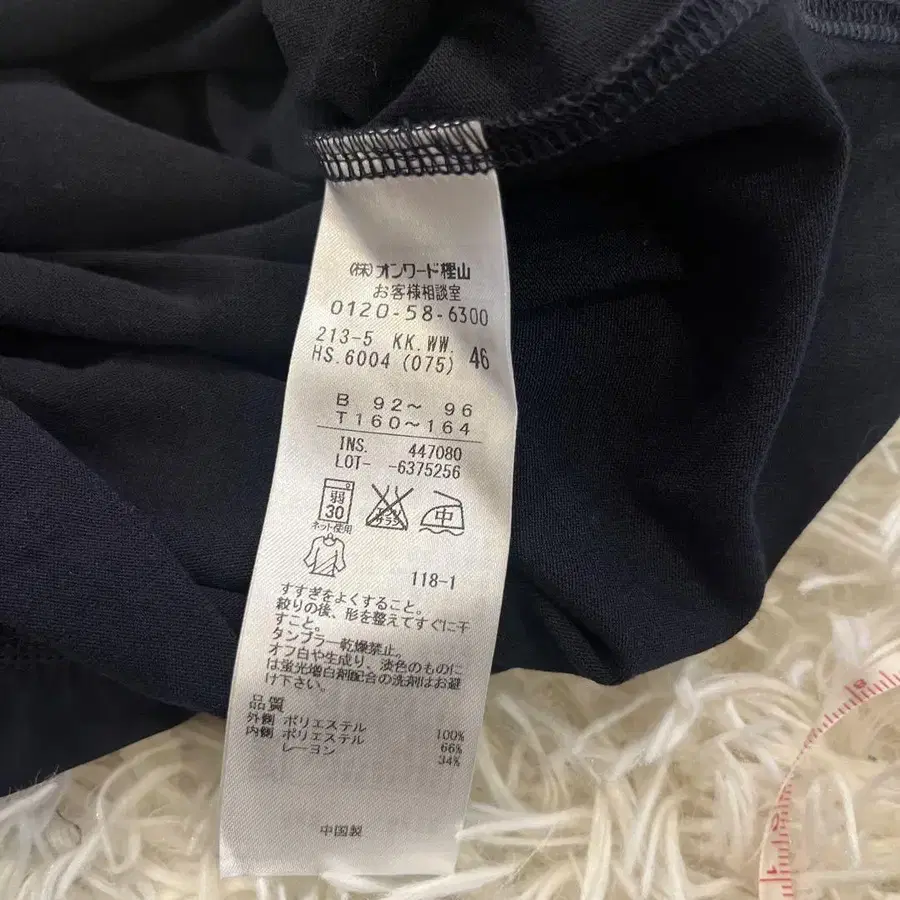 (株)オンワード樫山
お客様相談室
0120-58-6300
213-5 KK.WW. 46
HS.6004 (075)
B 92~ 96
T160~164
INS. 447080
LOT- -6375256
弱
30
ネット使用
エンソ
サラシ
中
118-1
すすぎをよくすること。
絞りの後、形を整えてすぐに干
すこと。
タンブラー乾燥禁止。
オフ白や生成り、淡色のものに
は蛍光増白剤配合の洗剤はお避
け下さい。
品質
外側 ポリエステル 100%
内側 ポリエステル 66%
レーヨン 34%
中国製